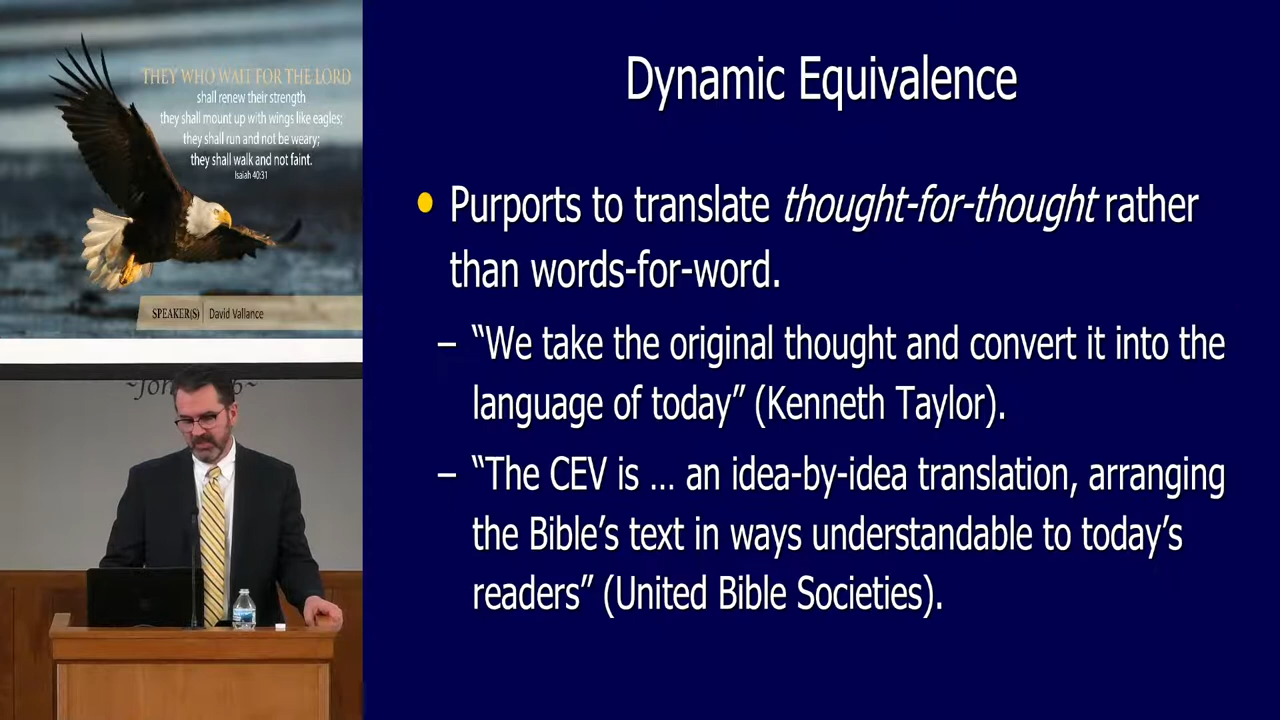 THEY WHO WAIT FOR THE LORD
shall renew their strength
they shall mount up with wings like eagles;
they shall run and not be weary;
they shall walk and not faint.
Isaiah 40:31
SPEAKER(S) David Vallance
Dynamic Equivalence
• Purports to translate thought-for-thought rather
than words-for-word.
– “We take the original thought and convert it into the
language of today” (Kenneth Taylor).
– “The CEV is ... an idea-by-idea translation, arranging
the Bible’s text in ways understandable to today’s
readers” (United Bible Societies).